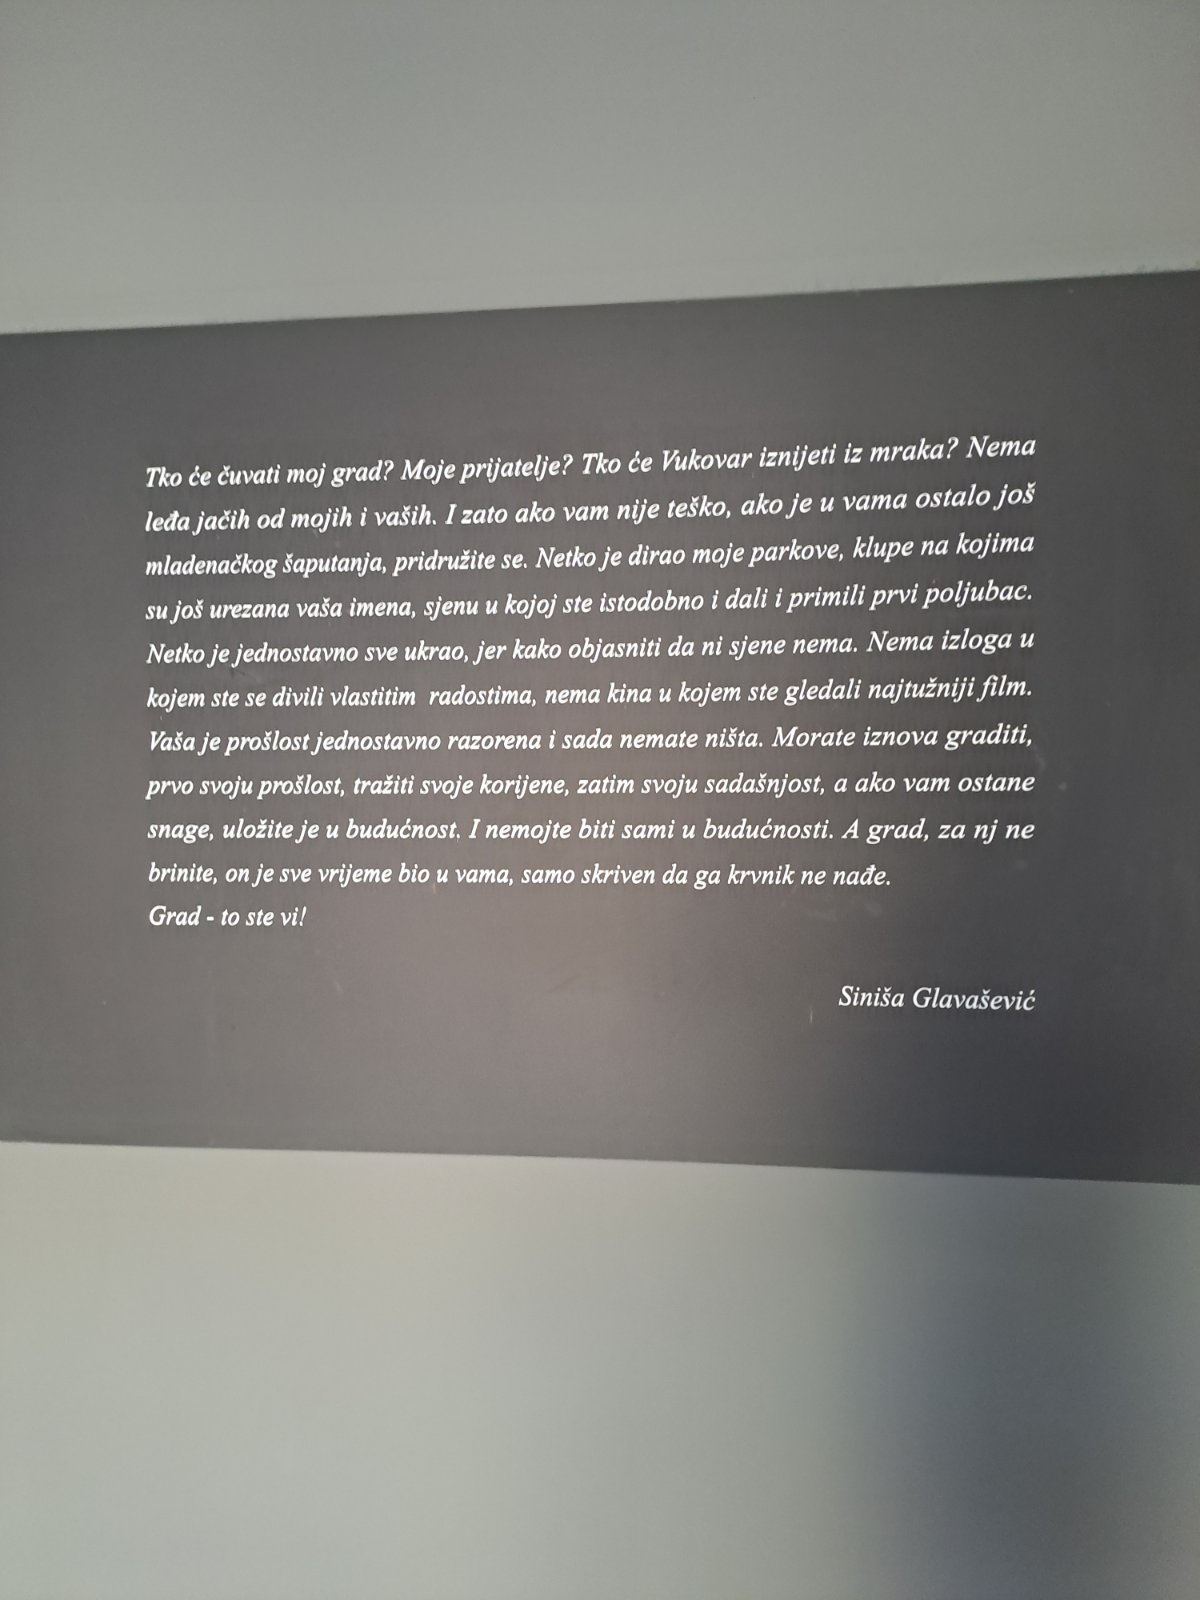 Tko će čuvati moj grad? Moje prijatelje? Tko će Vukovar iznijeti iz mraka? Nema
leđa jačih od mojih i vaših. I zato ako vam nije teško, ako je u vama ostalo još
mladenačkog šaputanja, pridružite se. Netko je dirao moje parkove, klupe na kojima
su još urezana vaša imena, sjenu u kojoj ste istodobno i dali i primili prvi poljubac.
Netko je jednostavno sve ukrao, jer kako objasniti da ni sjene nema. Nema izloga u
kojem ste se divili vlastitim radostima, nema kina u kojem ste gledali najtužniji film.
Vaša je prošlost jednostavno razorena i sada nemate ništa. Morate iznova graditi,
prvo svoju prošlost, tražiti svoje korijene, zatim svoju sadašnjost, a ako vam ostane
snage, uložite je u budućnost. I nemojte biti sami u budućnosti. A grad, za nj ne
brinite, on je sve vrijeme bio u vama, samo skriven da ga krvnik ne nađe.
Grad - to ste vi!
Siniša Glavašević